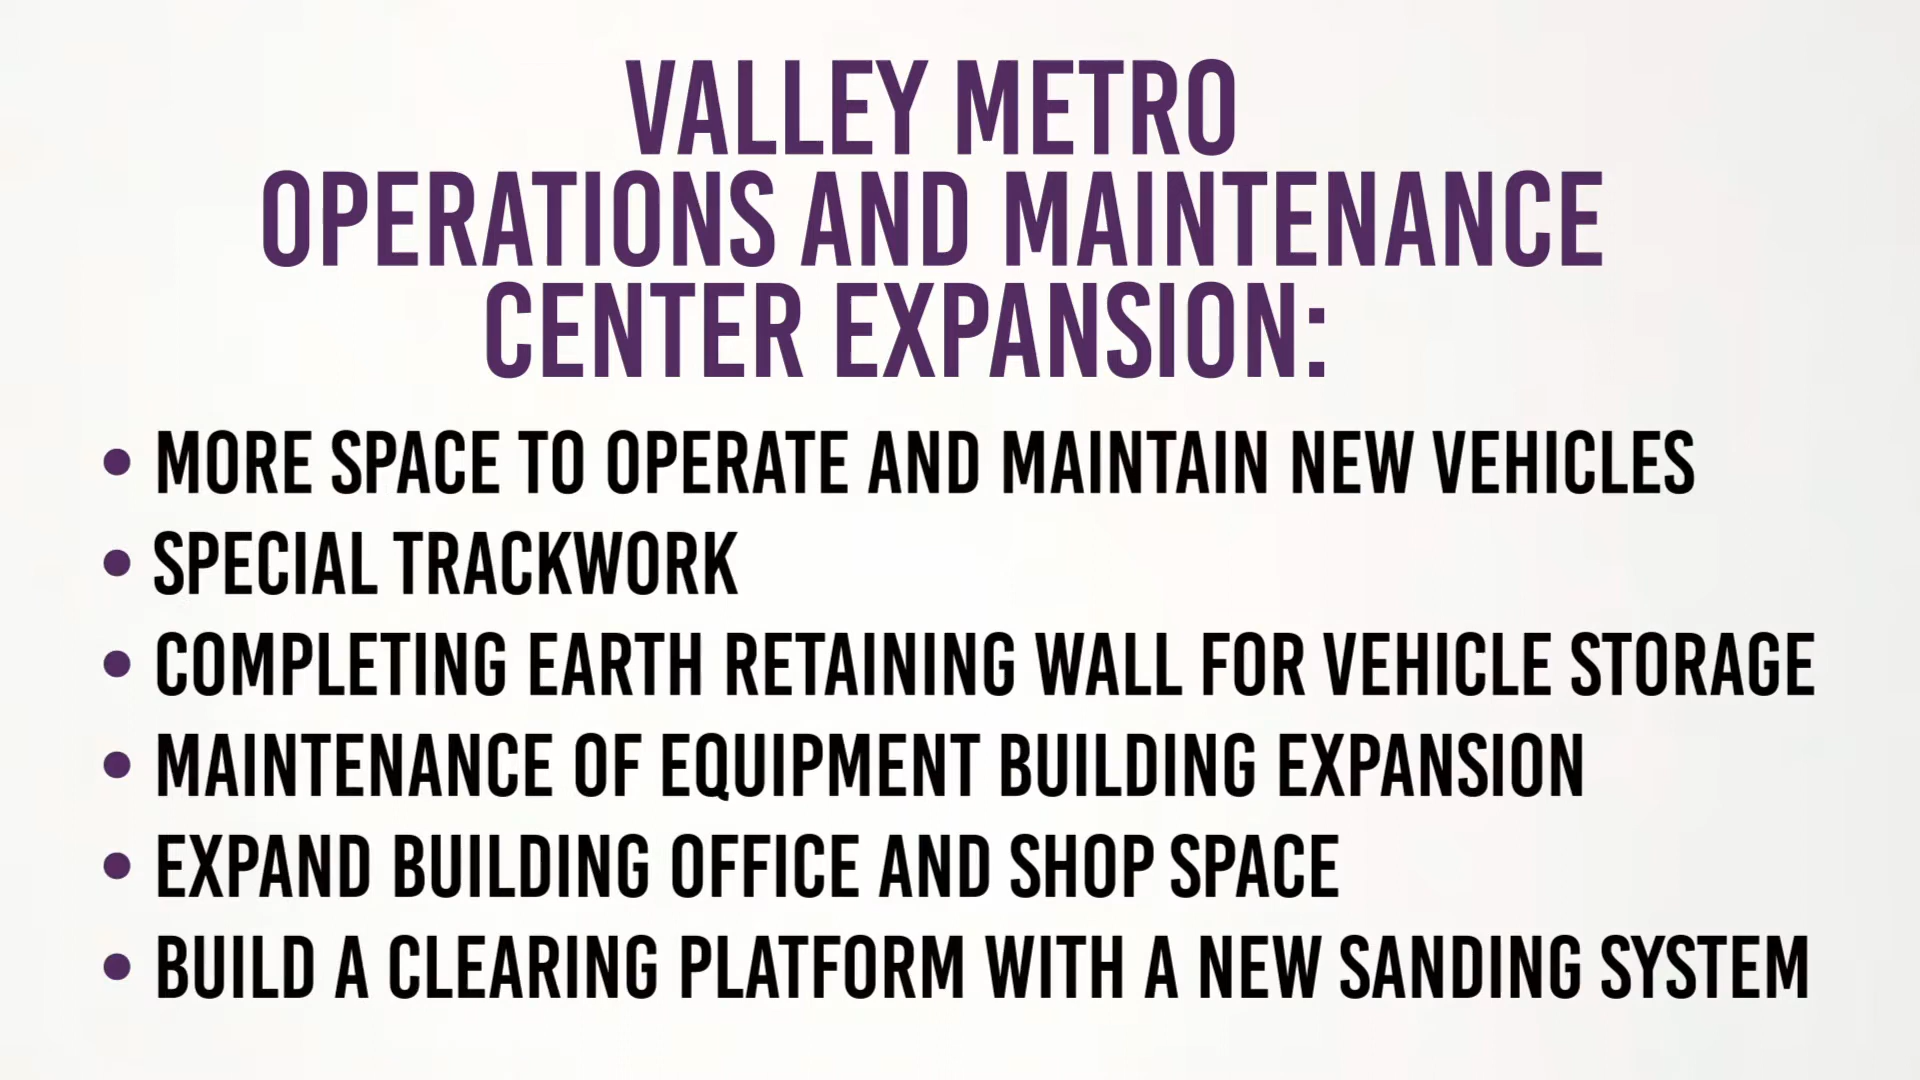 VALLEY METRO
OPERATIONS AND MAINTENANCE
CENTER EXPANSION:
• MORE SPACE TO OPERATE AND MAINTAIN NEW VEHICLES
• SPECIAL TRACKWORK
• COMPLETING EARTH RETAINING WALL FOR VEHICLE STORAGE
• MAINTENANCE OF EQUIPMENT BUILDING EXPANSION
• EXPAND BUILDING OFFICE AND SHOP SPACE
• BUILD A CLEARING PLATFORM WITH A NEW SANDING SYSTEM